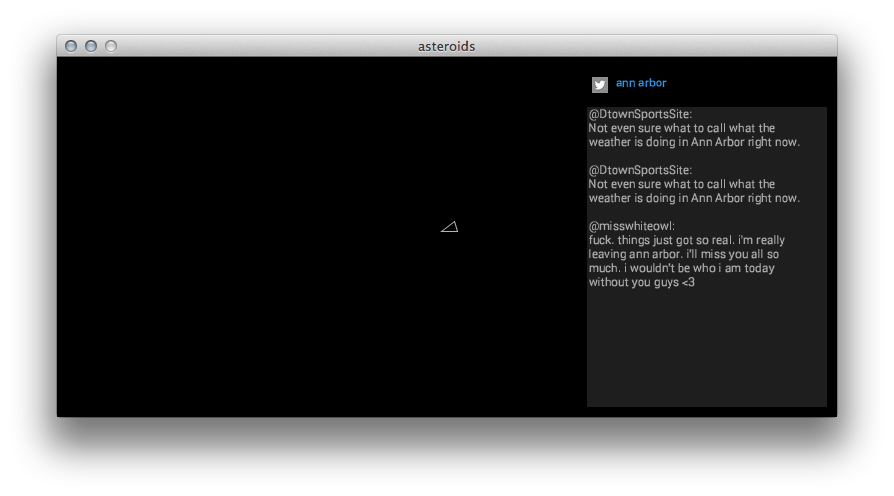 asteroids
ann arbor
@DtownSportsSite:
Not even sure what to call what the
weather is doing in Ann Arbor right now.
@DtownSportsSite:
Not even sure what to call what the
weather is doing in Ann Arbor right now.
@misswhiteowl:
fuck. things just got so real. i'm really
leaving ann arbor. i'll miss you all so
much. i wouldn't be who i am today
without you guys <3